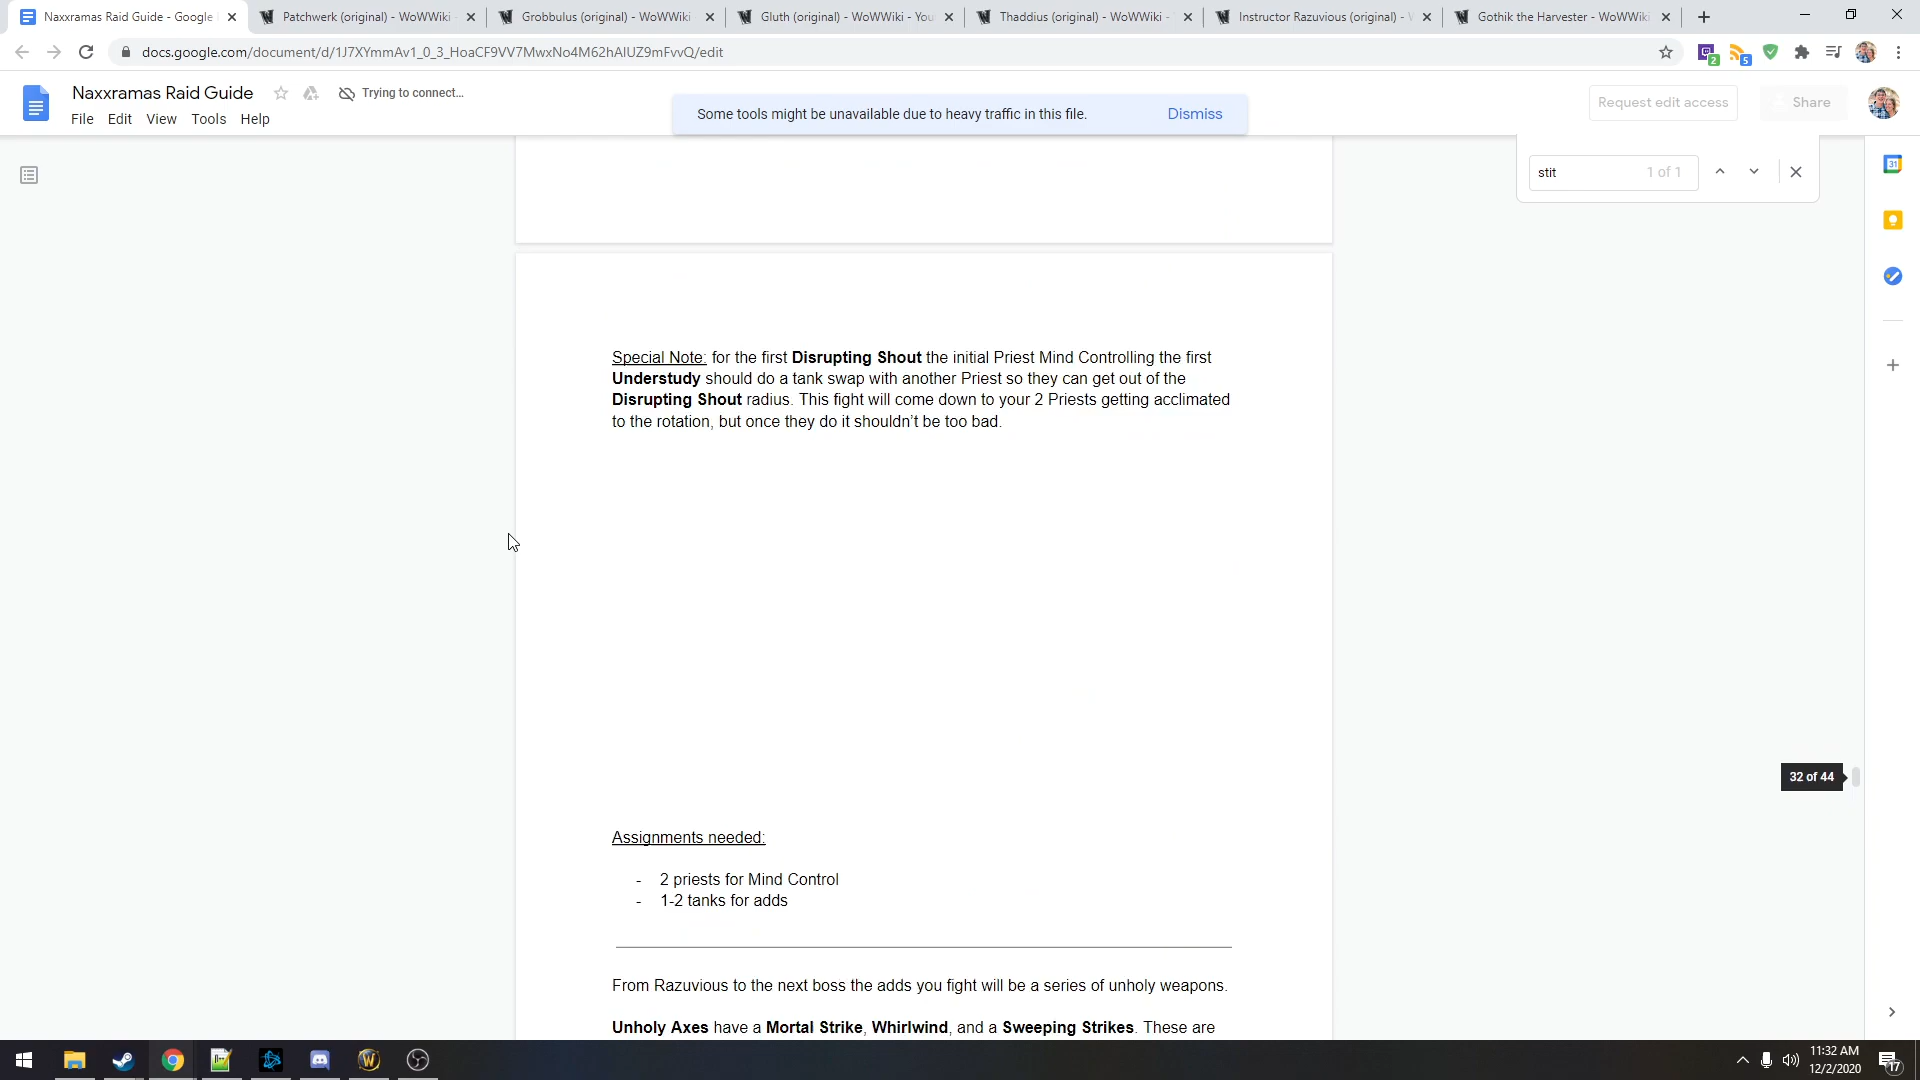 Naxxramas Raid Guide - Google
Patchwerk (original) - WoWWiki
Grobbulus (original) - WoWWiki
Gluth (original) - WoWWiki - You
Thaddius (original) - WoWWiki -
Instructor Razuvious (original) -
Gothik the Harvester - WoWWiki
docs.google.com/document/d/1J7XYmmAv1_0_3_HoaCF9VV7MwxNo4M62hAIUZ9mFvvQ/edit
2
5
Naxxramas Raid Guide
Trying to connect...
File Edit View Tools Help
Some tools might be unavailable due to heavy traffic in this file. Dismiss
Request edit access
Share
stit 1 of 1
31
Special Note: for the first Disrupting Shout the initial Priest Mind Controlling the first
Understudy should do a tank swap with another Priest so they can get out of the
Disrupting Shout radius. This fight will come down to your 2 Priests getting acclimated
to the rotation, but once they do it shouldn't be too bad.
32 of 44
Assignments needed:
- 2 priests for Mind Control
- 1-2 tanks for adds
From Razuvious to the next boss the adds you fight will be a series of unholy weapons.
Unholy Axes have a Mortal Strike, Whirlwind, and a Sweeping Strikes. These are
11:32 AM
12/2/2020
17